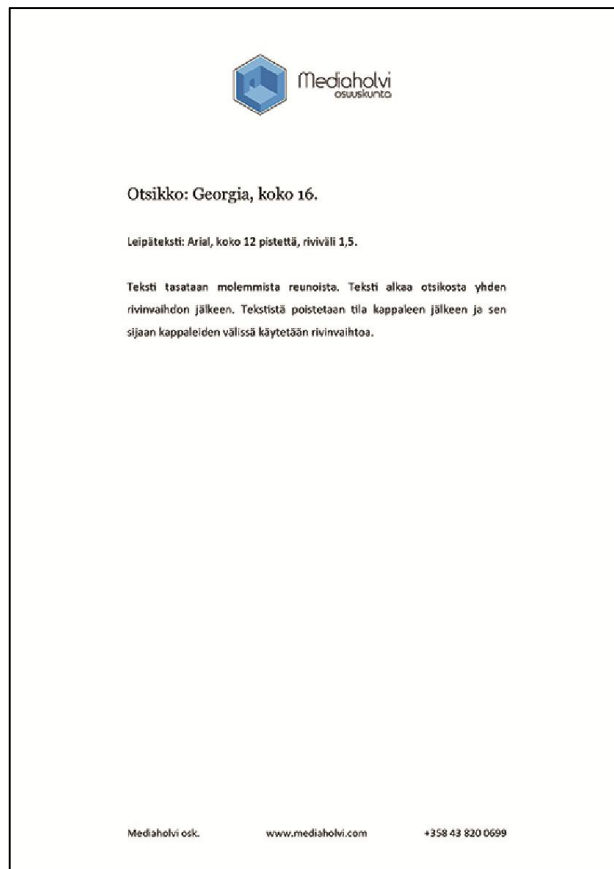 Mediaholvi
osuuskunta
Otsikko: Georgia, koko 16.
Leipäteksti: Arial, koko 12 pistettä, riviväli 1,5.
Teksti tasataan molemmista reunoista. Teksti alkaa otsikosta yhden
rivinvaihdon jälkeen. Tekstistä poistetaan tila kappaleen jälkeen ja sen
sijaan kappaleiden välissä käytetään rivinvaihtoa.
Mediaholvi osk. www.mediaholvi.com +358 43 820 0699